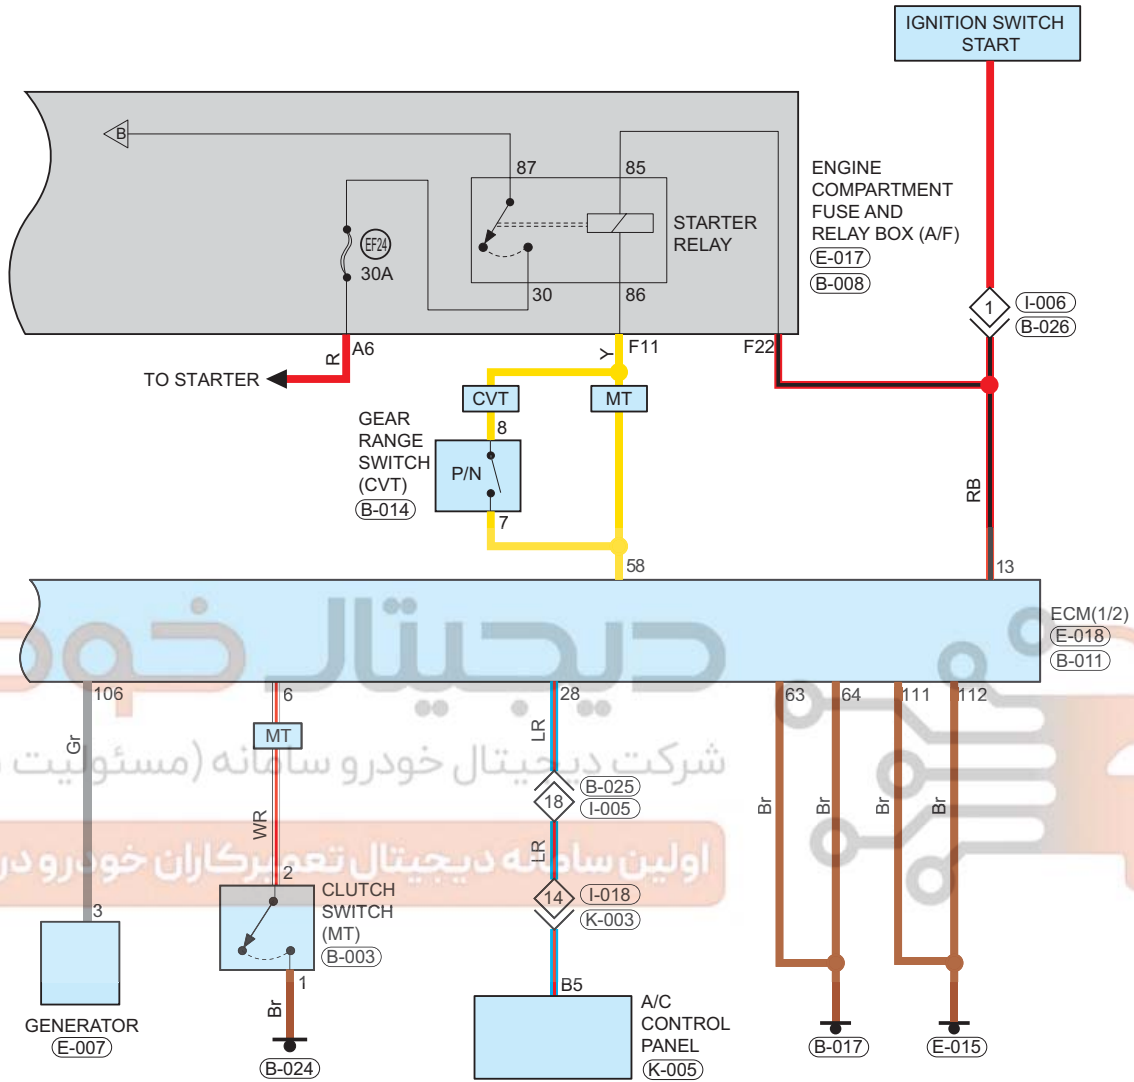 IGNITION SWITCH
START
B
87
85
STARTER
RELAY
EF24
30A
30
86
ENGINE
COMPARTMENT
FUSE AND
RELAY BOX (A/F)
E-017
B-008
1
I-006
B-026
R
A6
Y
F11
F22
TO STARTER
CVT
MT
GEAR
RANGE
SWITCH
(CVT)
B-014
8
P/N
7
RB
58
13
ECM(1/2)
E-018
B-011
دیجیتال خودرو
106
6
28
63
64
111
112
Gr
MT
LR
شرکت دیجیتال خودرو سامانه (مسئولیت
18
B-025
I-005
WR
LR
Br
Br
Br
Br
اولین سامانه دیجیتال تعمیرکاران خودرو در
2
CLUTCH
SWITCH
(MT)
B-003
14
I-018
K-003
3
1
Br
B5
GENERATOR
E-007
B-024
A/C
CONTROL
PANEL
K-005
B-017
E-015